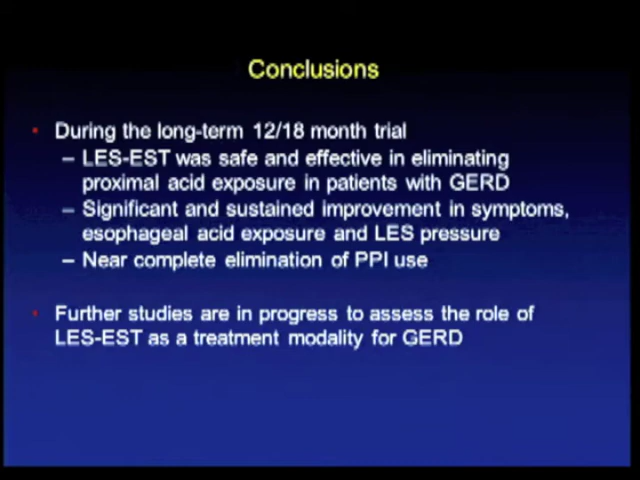 Conclusions
• During the long-term 12/18 month trial
– LES-EST was safe and effective in eliminating
proximal acid exposure in patients with GERD
– Significant and sustained improvement in symptoms,
esophageal acid exposure and LES pressure
– Near complete elimination of PPI use
• Further studies are in progress to assess the role of
LES-EST as a treatment modality for GERD